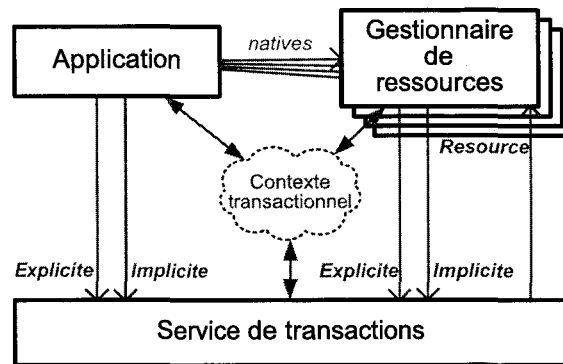 Application
natives
Gestionnaire
de
ressources
Resource
Contexte
transactionnel
Explicite
Implicite
Explicite
Implicite
Service de transactions